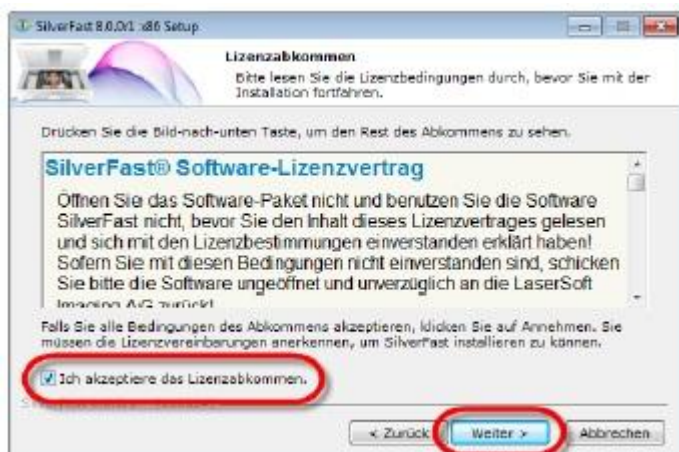 SilverFast 8.0.0r1 x86 Setup
Lizenzabkommen
Bitte lesen Sie die Lizenzbedingungen durch, bevor Sie mit der
Installation fortfahren.
Drücken Sie die Bild-nach-unten Taste, um den Rest des Abkommens zu sehen.
SilverFast® Software-Lizenzvertrag
Öffnen Sie das Software-Paket nicht und benutzen Sie die Software
SilverFast nicht, bevor Sie den Inhalt dieses Lizenzvertrages gelesen
und sich mit den Lizenzbestimmungen einverstanden erklärt haben!
Sofern Sie mit diesen Bedingungen nicht einverstanden sind, schicken
Sie bitte die Software ungeöffnet und unverzüglich an die LaserSoft
Imaging AG zurück!
Falls Sie alle Bedingungen des Abkommens akzeptieren, klicken Sie auf Annehmen. Sie
müssen die Lizenzvereinbarungen anerkennen, um SilverFast installieren zu können.
Ich akzeptiere das Lizenzabkommen.
< Zurück Weiter > Abbrechen